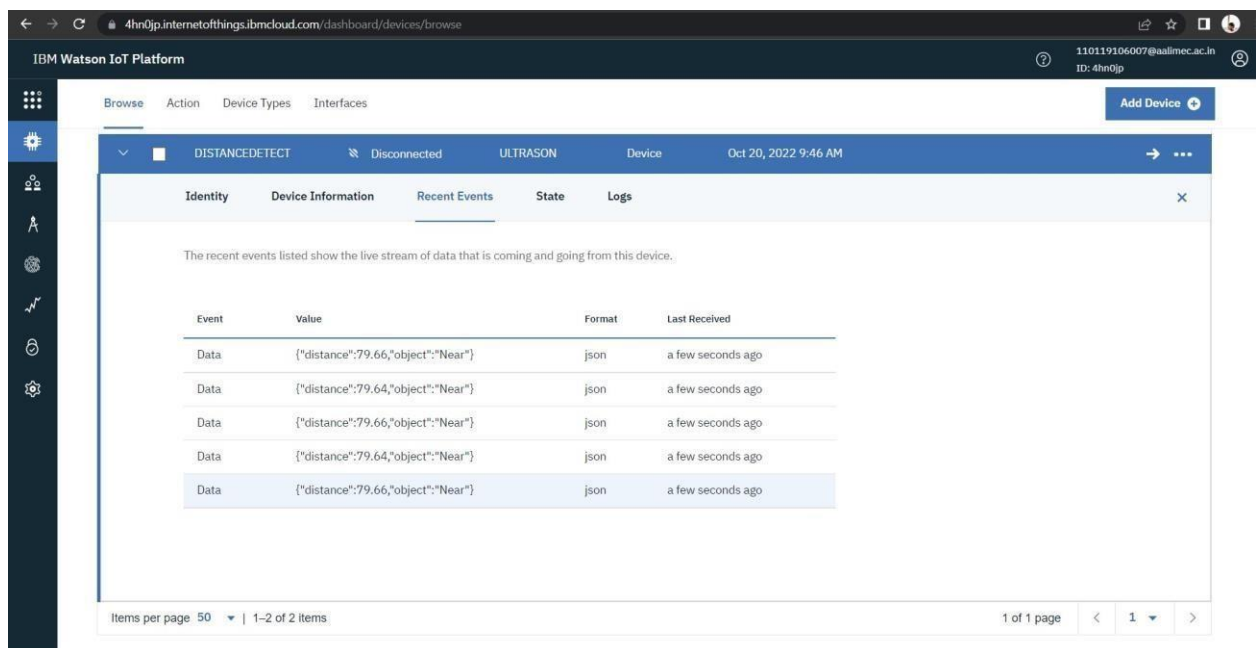 4hn0jp.internetofthings.ibmcloud.com/dashboard/devices/browse
IBM Watson IoT Platform
110119106007@aalimec.ac.in
ID: 4hn0jp
Browse Action Device Types Interfaces Add Device
DISTANCEDETECT Disconnected ULTRASON Device Oct 20, 2022 9:46 AM
Identity Device Information Recent Events State Logs
The recent events listed show the live stream of data that is coming and going from this device.
Event Value Format Last Received
Data {"distance":79.66,"object":"Near"} json a few seconds ago
Data {"distance":79.64,"object":"Near"} json a few seconds ago
Data {"distance":79.66,"object":"Near"} json a few seconds ago
Data {"distance":79.64,"object":"Near"} json a few seconds ago
Data {"distance":79.66,"object":"Near"} json a few seconds ago
Items per page 50 | 1–2 of 2 items 1 of 1 page < 1 >